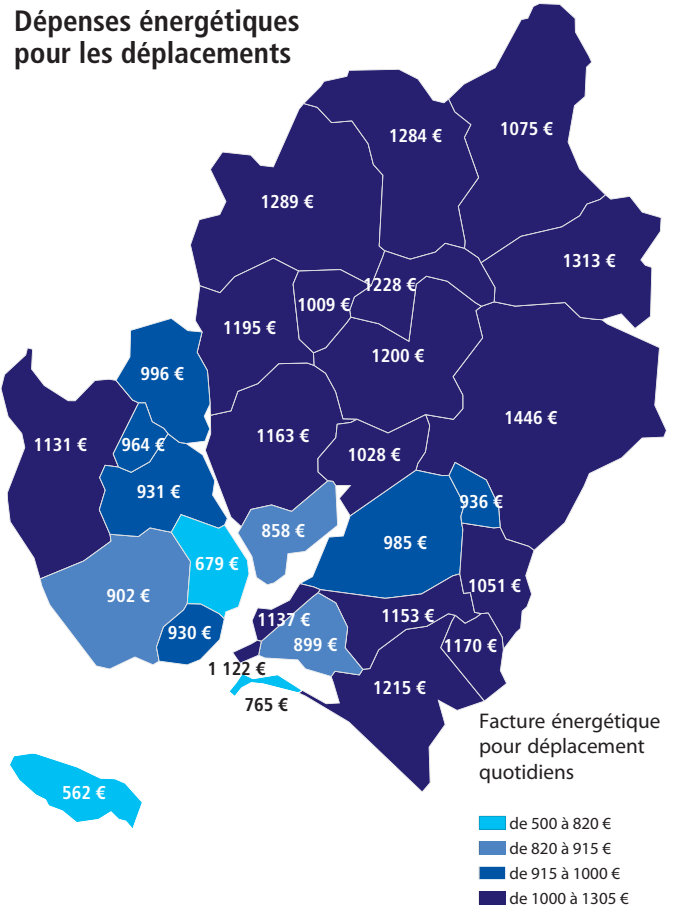 Dépenses énergétiques
pour les déplacements
1284 €
1075 €
1289 €
1313 €
1228 €
1009 €
1195 €
1200 €
996 €
1446 €
1131 €
964 €
1163 €
1028 €
931 €
936 €
858 €
985 €
679 €
1051 €
902 €
1153 €
1137 €
930 €
899 €
1170 €
1 122 €
1215 €
765 €
Facture énergétique
pour déplacement
quotidiens
562 €
de 500 à 820 €
de 820 à 915 €
de 915 à 1000 €
de 1000 à 1305 €